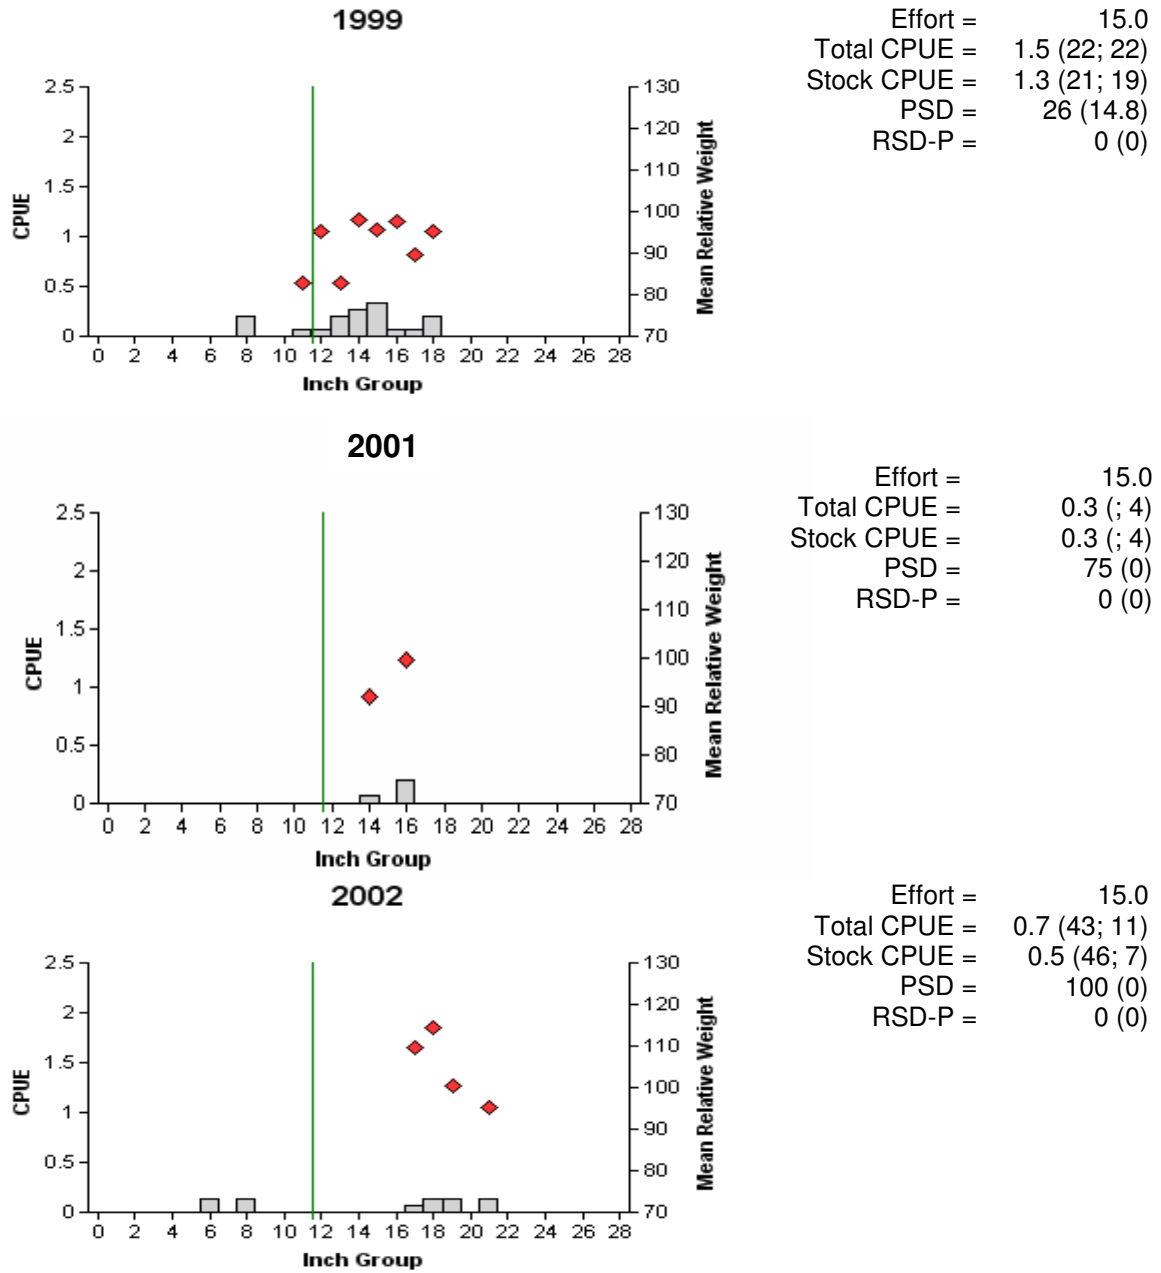 1999
Effort = 15.0
Total CPUE = 1.5 (22; 22)
Stock CPUE = 1.3 (21; 19)
PSD = 26 (14.8)
RSD-P = 0 (0)
2.5
2
1.5
1
0.5
0
CPUE
130
120
110
100
90
80
70
Mean Relative Weight
0 2 4 6 8 10 12 14 16 18 20 22 24 26 28
Inch Group
2001
Effort = 15.0
Total CPUE = 0.3 (; 4)
Stock CPUE = 0.3 (; 4)
PSD = 75 (0)
RSD-P = 0 (0)
2.5
2
1.5
1
0.5
0
CPUE
130
120
110
100
90
80
70
Mean Relative Weight
0 2 4 6 8 10 12 14 16 18 20 22 24 26 28
Inch Group
2002
Effort = 15.0
Total CPUE = 0.7 (43; 11)
Stock CPUE = 0.5 (46; 7)
PSD = 100 (0)
RSD-P = 0 (0)
2.5
2
1.5
1
0.5
0
CPUE
130
120
110
100
90
80
70
Mean Relative Weight
0 2 4 6 8 10 12 14 16 18 20 22 24 26 28
Inch Group